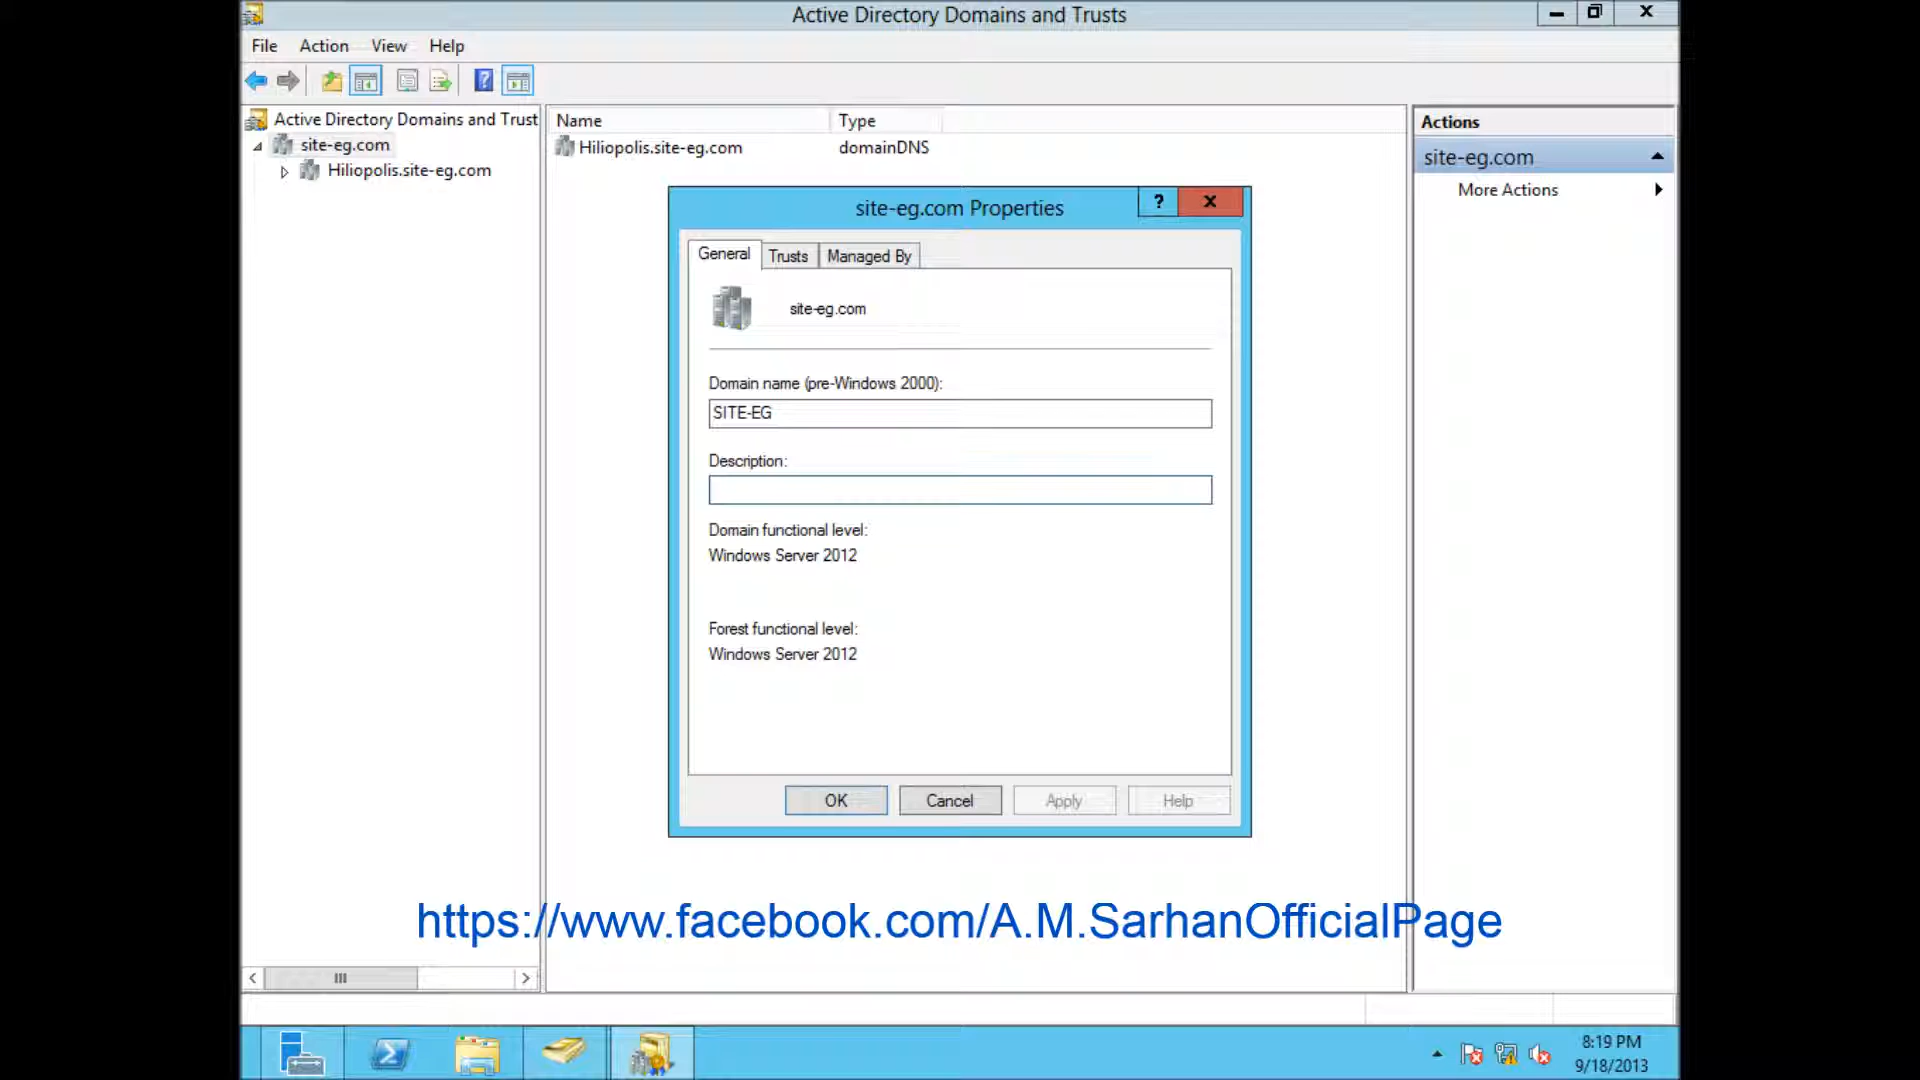 Active Directory Domains and Trusts
File Action View Help
Active Directory Domains and Trust
site-eg.com
Hiliopolis.site-eg.com
Name Type
Hiliopolis.site-eg.com domainDNS
Actions
site-eg.com
More Actions
site-eg.com Properties
?
General Trusts Managed By
site-eg.com
Domain name (pre-Windows 2000):
SITE-EG
Description:
Domain functional level:
Windows Server 2012
Forest functional level:
Windows Server 2012
OK Cancel Apply Help
https://www.facebook.com/A.M.SarhanOfficialPage
8:19 PM
9/18/2013